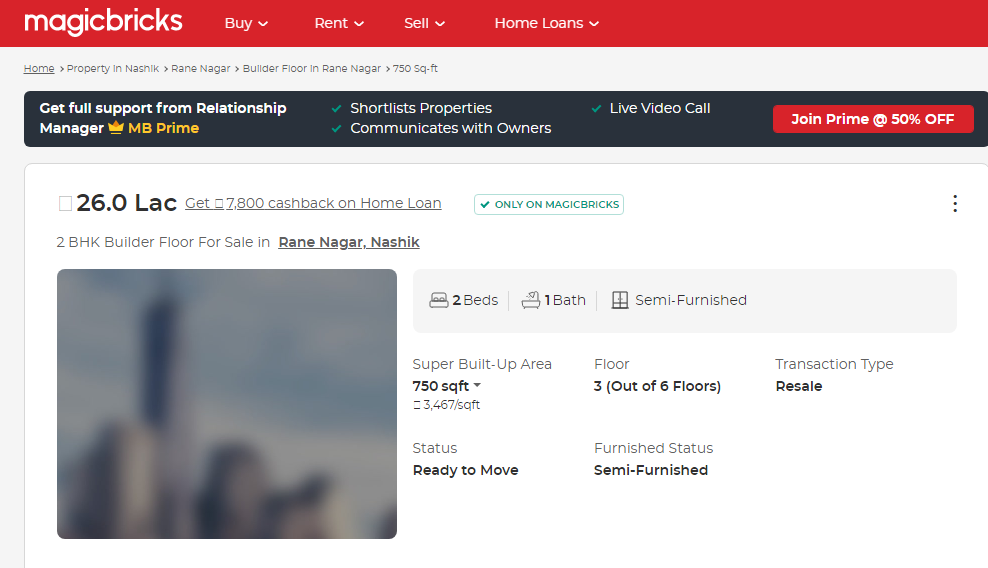 magicbricks Buy Rent Sell Home Loans
Home > Property in Nashik > Rane Nagar > Builder Floor in Rane Nagar > 750 Sq-ft
Get full support from Relationship
Manager MB Prime
✓ Shortlists Properties
✓ Communicates with Owners
✓ Live Video Call
Join Prime @ 50% OFF
26.0 Lac Get 7,800 cashback on Home Loan ✓ ONLY ON MAGICBRICKS
2 BHK Builder Floor For Sale in Rane Nagar, Nashik
2 Beds 1 Bath Semi-Furnished
Super Built-Up Area
750 sqft
3,467/sqft
Floor
3 (Out of 6 Floors)
Transaction Type
Resale
Status
Ready to Move
Furnished Status
Semi-Furnished